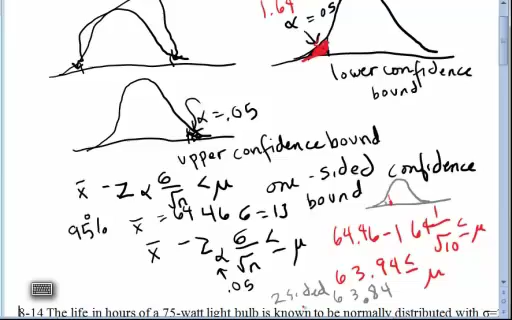 1.64
α = .05
lower confidence
bound
α = .05
upper confidence bound
x̄ - Zα σ/√n ≤ μ one - sided confidence
bound
95% x̄ = 64.46 σ = 13
x̄ - Zα σ/√n ≤ μ
.05
64.46 - 1.64 1/√10 ≤ μ
63.94 ≤ μ
2 sided 63.84
8-14 The life in hours of a 75-watt light bulb is known to be normally distributed with σ=